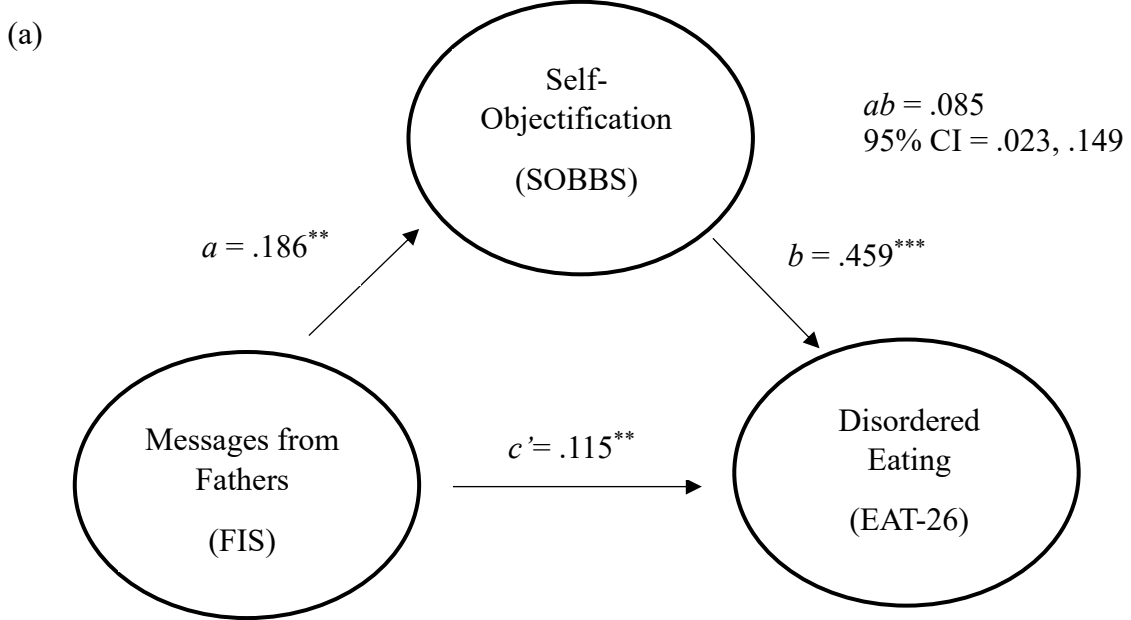 (a)
Self-
Objectification
(SOBBS)
ab = .085
95% CI = .023, .149
a = .186**
b = .459***
Messages from
Fathers
(FIS)
c’= .115**
Disordered
Eating
(EAT-26)